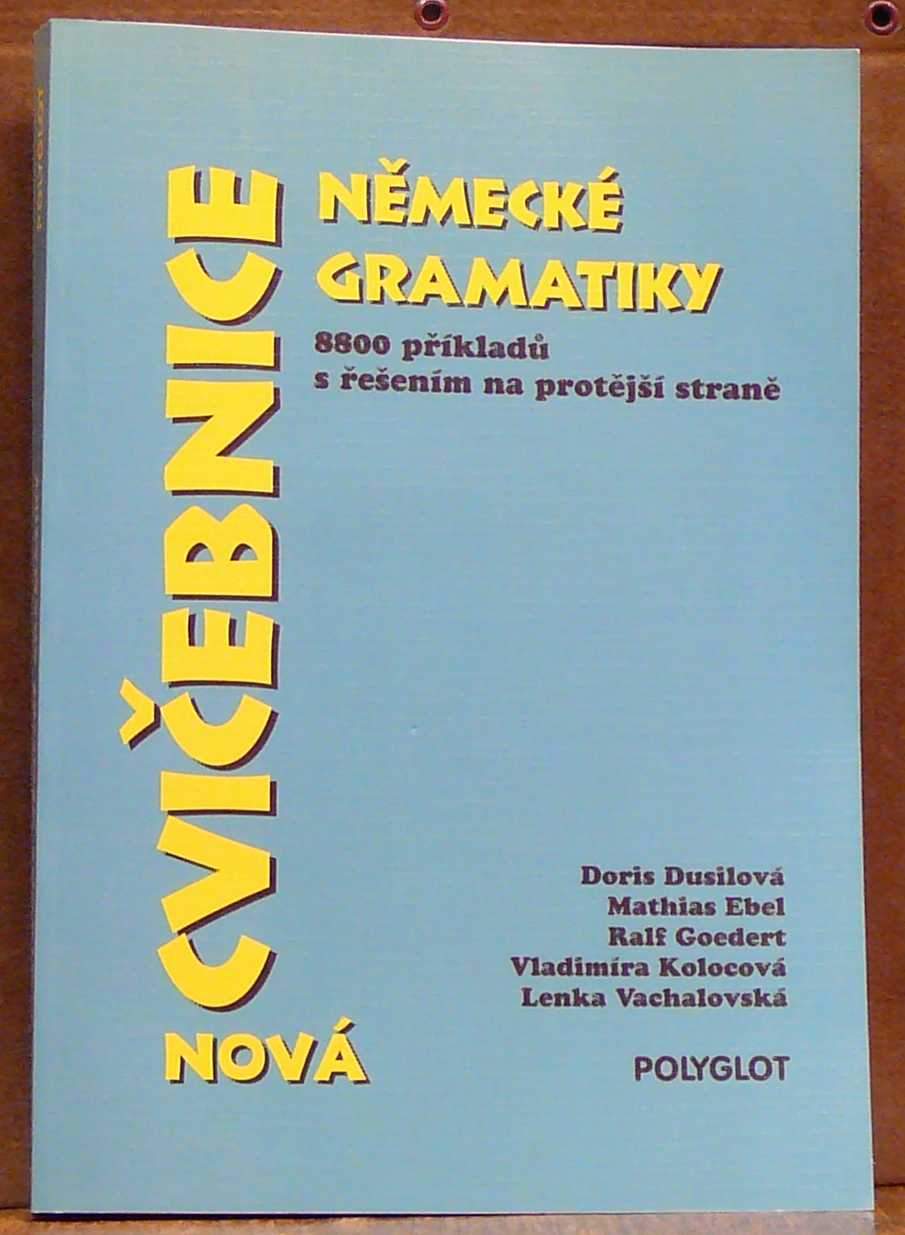 NOVÁ
CVIČEBNICE
NĚMECKÉ
GRAMATIKY
8800 příkladů
s řešením na protější straně
Doris Dusilová
Mathias Ebel
Ralf Goedert
Vladimíra Kolocová
Lenka Vachalovská
POLYGLOT